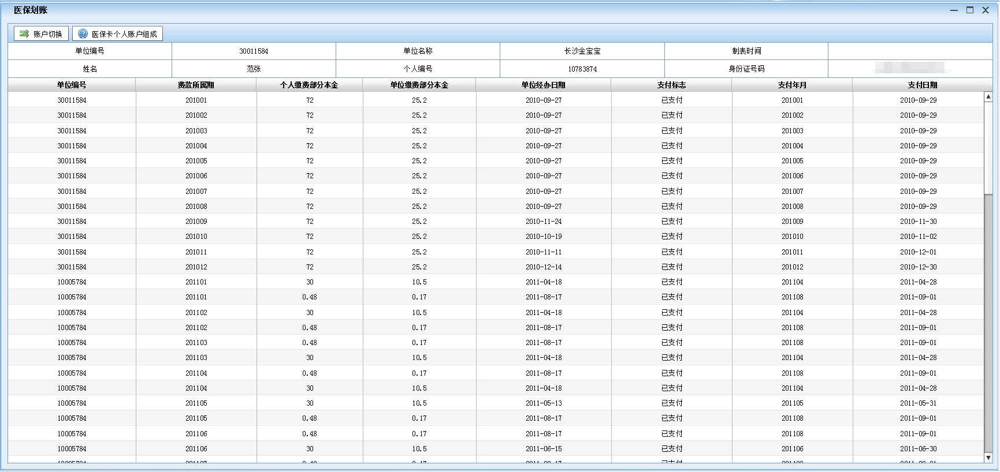 医保划账
账户切换 医保卡个人账户组成
单位编号 30011584 单位名称 长沙金宝宝 制表时间
姓名 范张 个人编号 10783874 身份证号码
单位编号 费款所属期 个人缴费部分本金 单位缴费部分本金 单位经办日期 支付标志 支付年月 支付日期
30011584 201001 72 25.2 2010-09-27 已支付 201001 2010-09-29
30011584 201002 72 25.2 2010-09-27 已支付 201002 2010-09-29
30011584 201003 72 25.2 2010-09-27 已支付 201003 2010-09-29
30011584 201004 72 25.2 2010-09-27 已支付 201004 2010-09-29
30011584 201005 72 25.2 2010-09-27 已支付 201005 2010-09-29
30011584 201006 72 25.2 2010-09-27 已支付 201006 2010-09-29
30011584 201007 72 25.2 2010-09-27 已支付 201007 2010-09-29
30011584 201008 72 25.2 2010-09-27 已支付 201008 2010-09-29
30011584 201009 72 25.2 2010-11-24 已支付 201009 2010-11-30
30011584 201010 72 25.2 2010-10-19 已支付 201010 2010-11-02
30011584 201011 72 25.2 2010-11-11 已支付 201011 2010-12-01
30011584 201012 72 25.2 2010-12-14 已支付 201012 2010-12-30
10005784 201101 30 10.5 2011-04-18 已支付 201104 2011-04-28
10005784 201101 0.48 0.17 2011-08-17 已支付 201108 2011-09-01
10005784 201102 30 10.5 2011-04-18 已支付 201104 2011-04-28
10005784 201102 0.48 0.17 2011-08-17 已支付 201108 2011-09-01
10005784 201103 0.48 0.17 2011-08-17 已支付 201108 2011-09-01
10005784 201103 30 10.5 2011-04-18 已支付 201104 2011-04-28
10005784 201104 0.48 0.17 2011-08-17 已支付 201108 2011-09-01
10005784 201104 30 10.5 2011-04-18 已支付 201104 2011-04-28
10005784 201105 30 10.5 2011-05-13 已支付 201105 2011-05-31
10005784 201105 0.48 0.17 2011-08-17 已支付 201108 2011-09-01
10005784 201106 0.48 0.17 2011-08-17 已支付 201108 2011-09-01
10005784 201106 30 10.5 2011-06-15 已支付 201106 2011-06-30